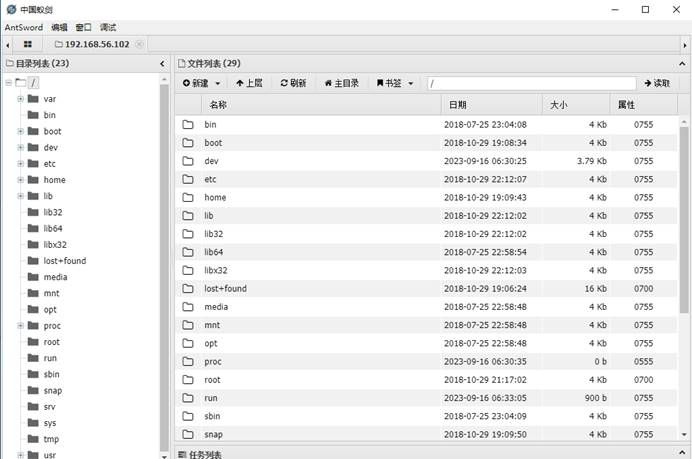 中国蚁剑
AntSword 编辑 窗口 调试
192.168.56.102
目录列表 (23)
文件列表 (29)
新建 上层 刷新 主目录 书签 / 读取
名称 日期 大小 属性
/
var
bin
boot
dev
etc
home
lib
lib32
lib64
libx32
lost+found
media
mnt
opt
proc
root
run
sbin
snap
srv
sys
tmp
usr
bin 2018-07-25 23:04:08 4 Kb 0755
boot 2018-10-29 19:08:34 4 Kb 0755
dev 2023-09-16 06:30:25 3.79 Kb 0755
etc 2018-10-29 22:12:07 4 Kb 0755
home 2018-10-29 19:09:43 4 Kb 0755
lib 2018-10-29 22:12:02 4 Kb 0755
lib32 2018-10-29 22:12:02 4 Kb 0755
lib64 2018-07-25 22:58:54 4 Kb 0755
libx32 2018-10-29 22:12:03 4 Kb 0755
lost+found 2018-10-29 19:06:24 16 Kb 0700
media 2018-07-25 22:58:48 4 Kb 0755
mnt 2018-07-25 22:58:48 4 Kb 0755
opt 2018-07-25 22:58:48 4 Kb 0755
proc 2023-09-16 06:30:35 0 b 0555
root 2018-10-29 21:17:02 4 Kb 0700
run 2023-09-16 06:33:05 900 b 0755
sbin 2018-07-25 23:04:09 4 Kb 0755
snap 2018-10-29 19:09:50 4 Kb 0755
任务列表